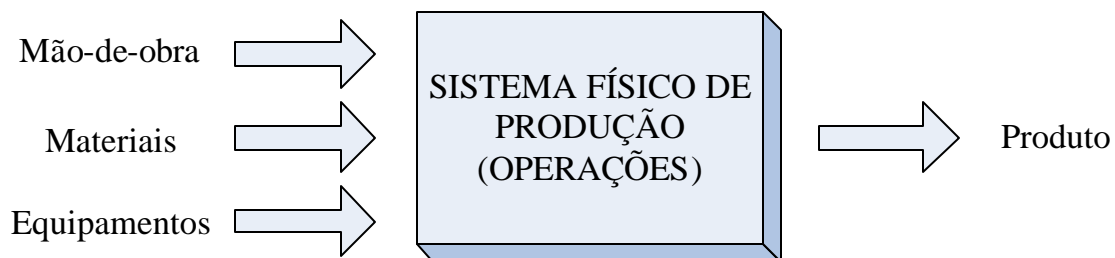 Mão-de-obra
Materiais
Equipamentos
SISTEMA FÍSICO DE
PRODUÇÃO
(OPERAÇÕES)
Produto